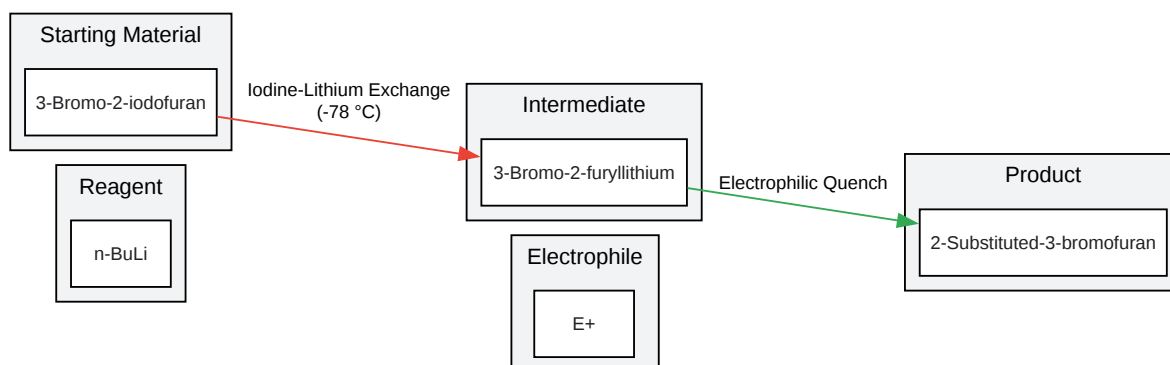 Starting Material
3-Bromo-2-iodofuran
Reagent
n-BuLi
Iodine-Lithium Exchange
(-78 °C)
Intermediate
3-Bromo-2-furyllithium
Electrophile
E+
Electrophilic Quench
Product
2-Substituted-3-bromofuran